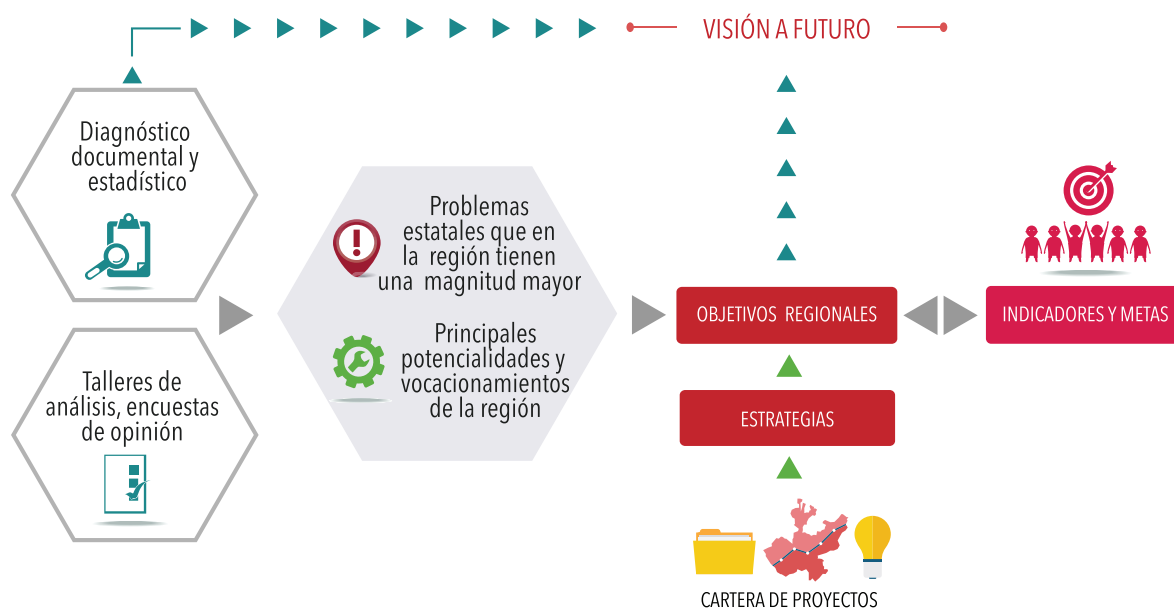 VISIÓN A FUTURO
Diagnóstico
documental y
estadístico
Talleres de
análisis, encuestas
de opinión
Problemas
estatales que en
la región tienen
una magnitud mayor
Principales
potencialidades y
vocacionamientos
de la región
OBJETIVOS REGIONALES
ESTRATEGIAS
CARTERA DE PROYECTOS
INDICADORES Y METAS